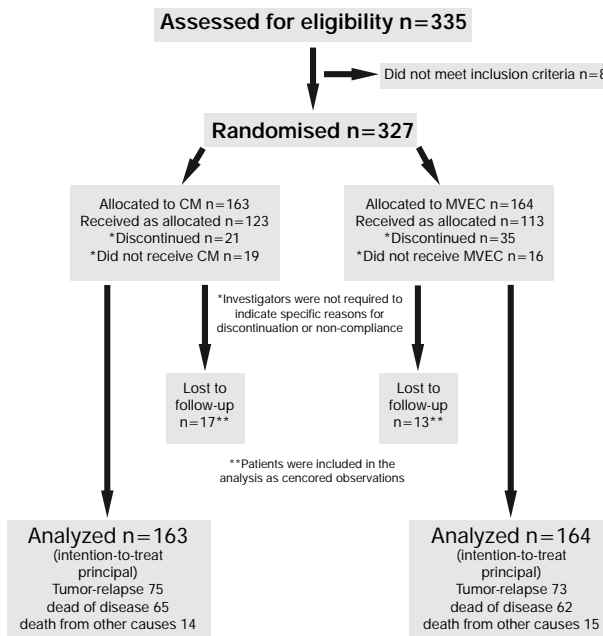 Assessed for eligibility n=335
Did not meet inclusion criteria n=8
Randomised n=327
Allocated to CM n=163
Received as allocated n=123
*Discontinued n=21
*Did not receive CM n=19
Allocated to MVEC n=164
Received as allocated n=113
*Discontinued n=35
*Did not receive MVEC n=16
*Investigators were not required to
indicate specific reasons for
discontinuation or non-compliance
Lost to
follow-up
n=17**
Lost to
follow-up
n=13**
**Patients were included in the
analysis as cencored observations
Analyzed n=163
(intention-to-treat
principal)
Tumor-relapse 75
dead of disease 65
death from other causes 14
Analyzed n=164
(intention-to-treat
principal)
Tumor-relapse 73
dead of disease 62
death from other causes 15